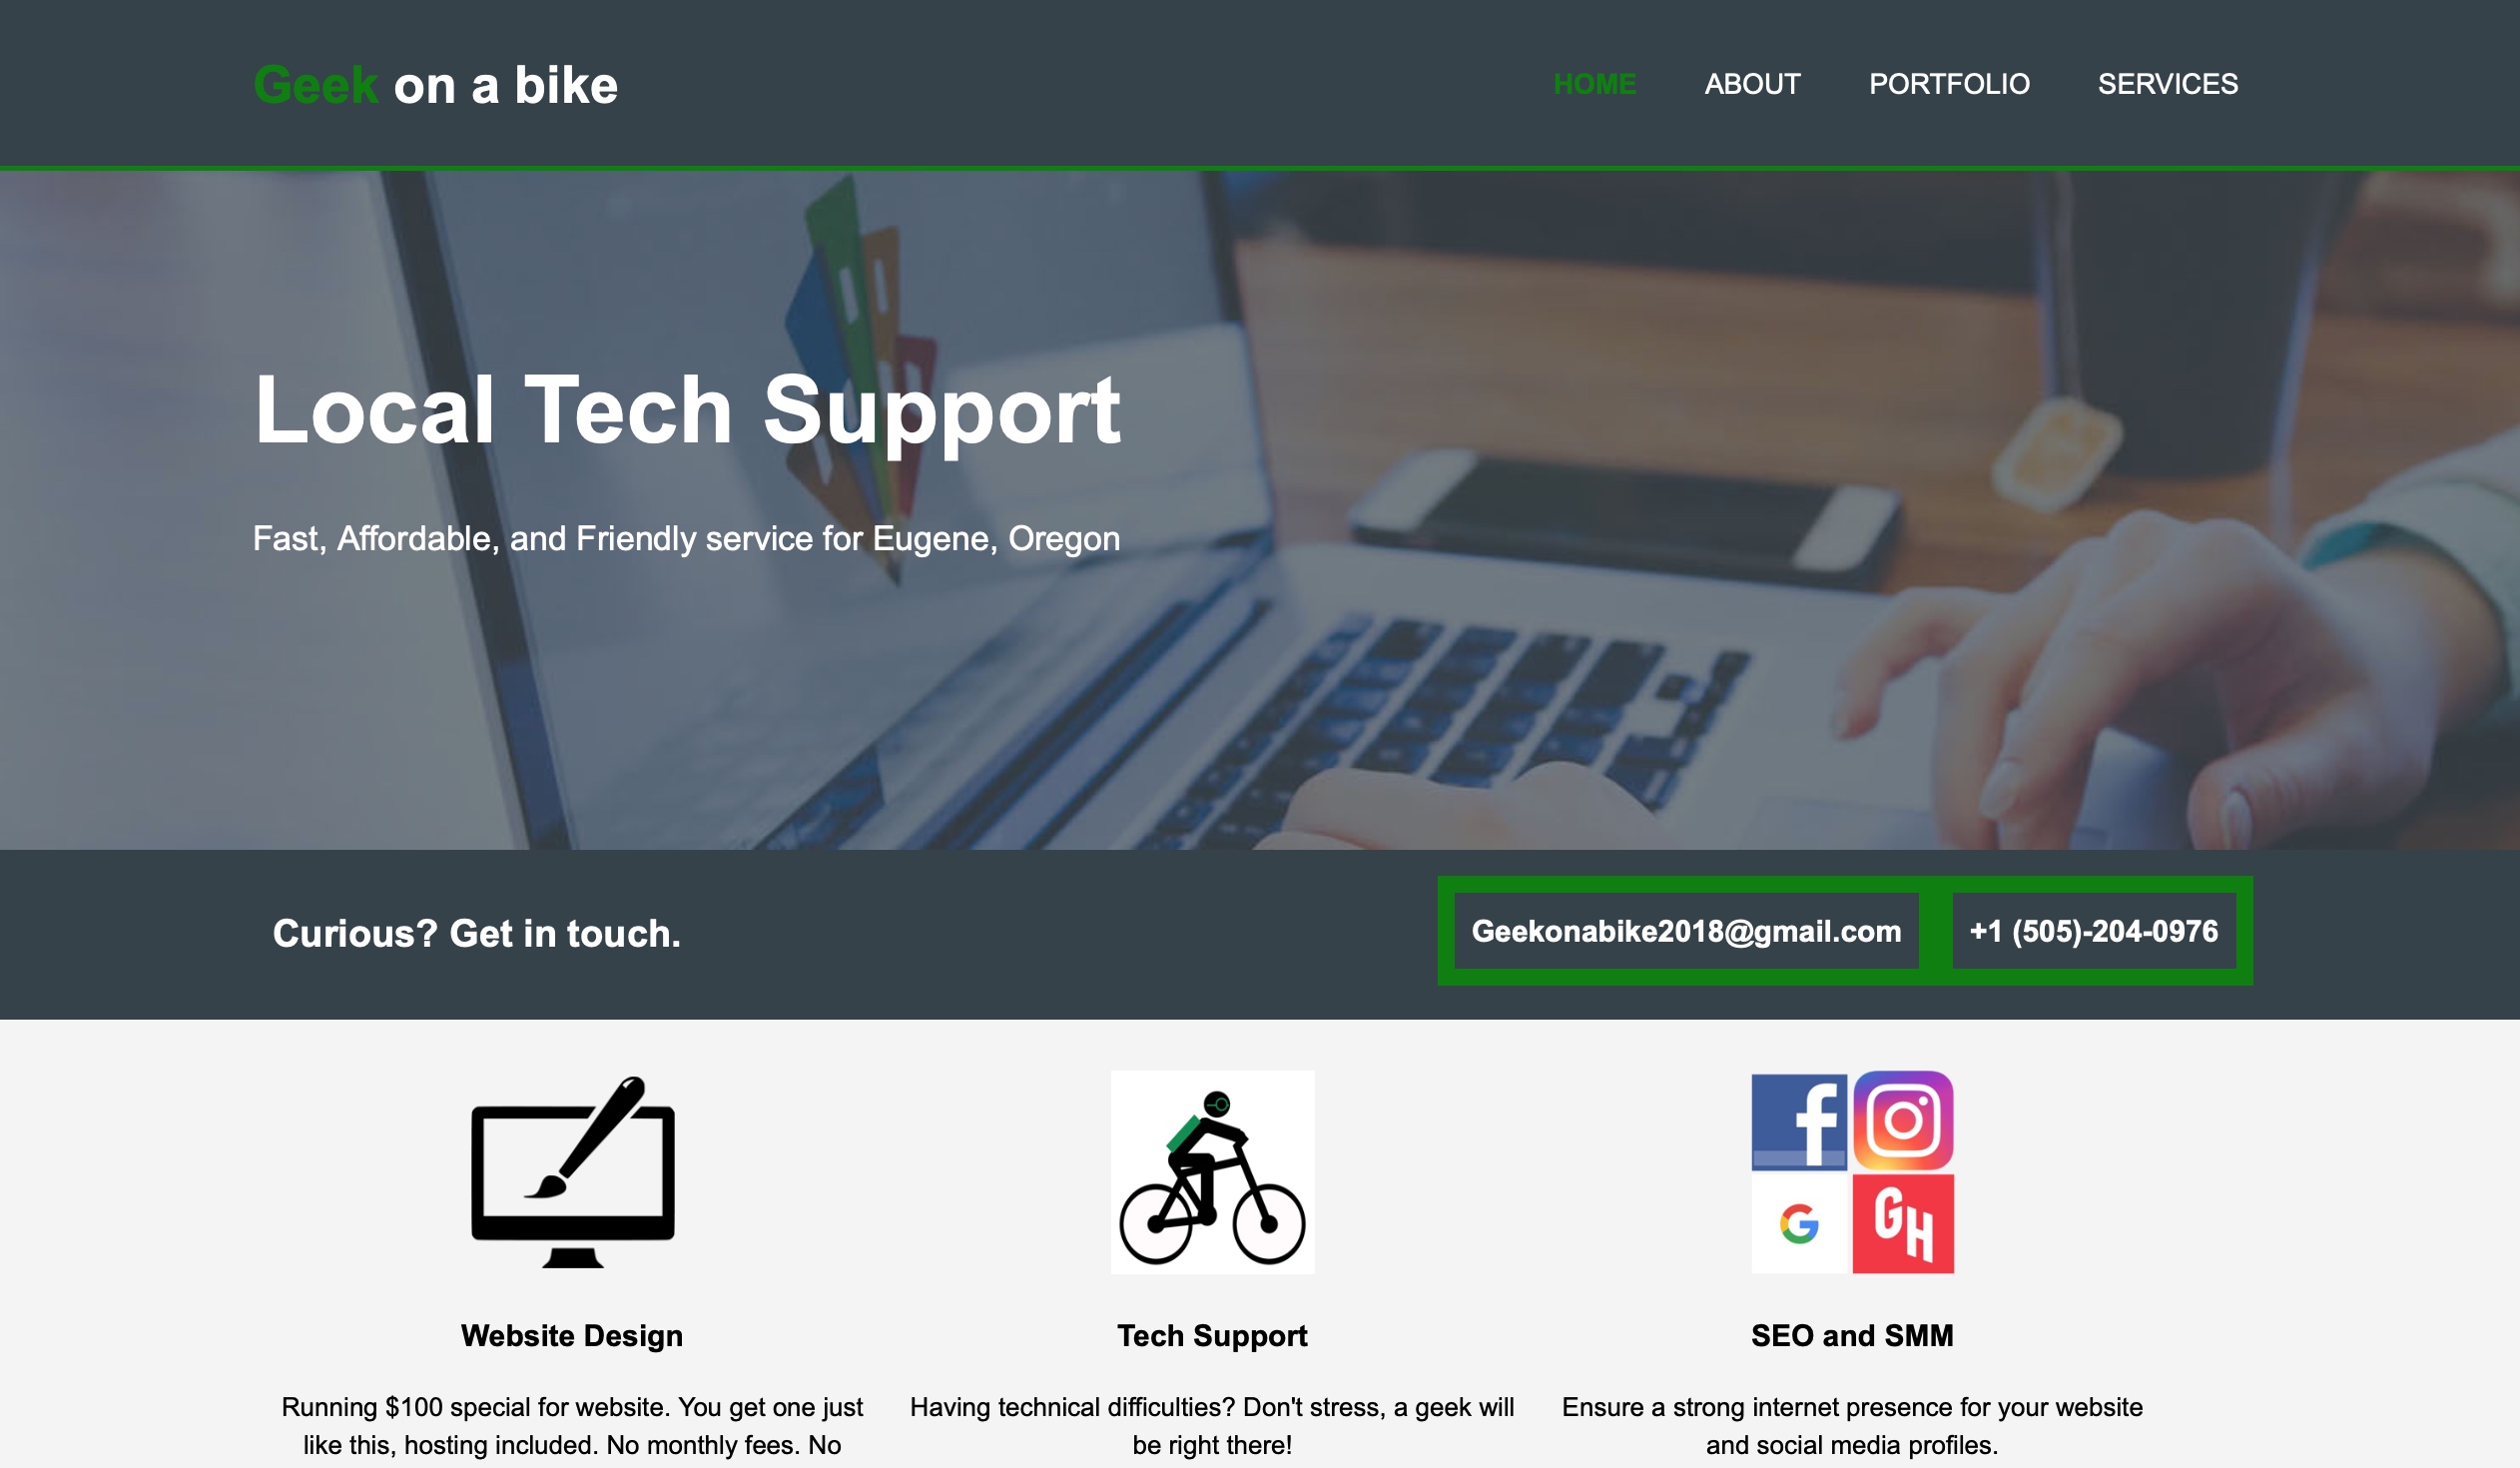 Geek on a bike
HOME ABOUT PORTFOLIO SERVICES
Local Tech Support
Fast, Affordable, and Friendly service for Eugene, Oregon
Curious? Get in touch.
Geekonabike2018@gmail.com
+1 (505)-204-0976
f
G
GH
Website Design
Running $100 special for website. You get one just
like this, hosting included. No monthly fees. No
Tech Support
Having technical difficulties? Don't stress, a geek will
be right there!
SEO and SMM
Ensure a strong internet presence for your website
and social media profiles.